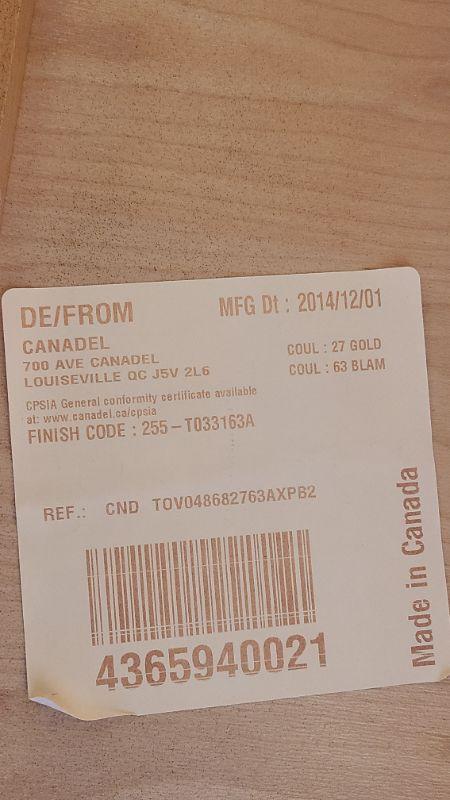 DE/FROM
MFG Dt : 2014/12/01
CANADEL
700 AVE CANADEL
LOUISEVILLE QC J5V 2L6
COUL : 27 GOLD
COUL : 63 BLAM
CPSIA General conformity certificate available
at: www.canadel.ca/cpsia
FINISH CODE : 255-T033163A
REF.: CND TOV048682763AXPB2
4365940021
Made in Canada